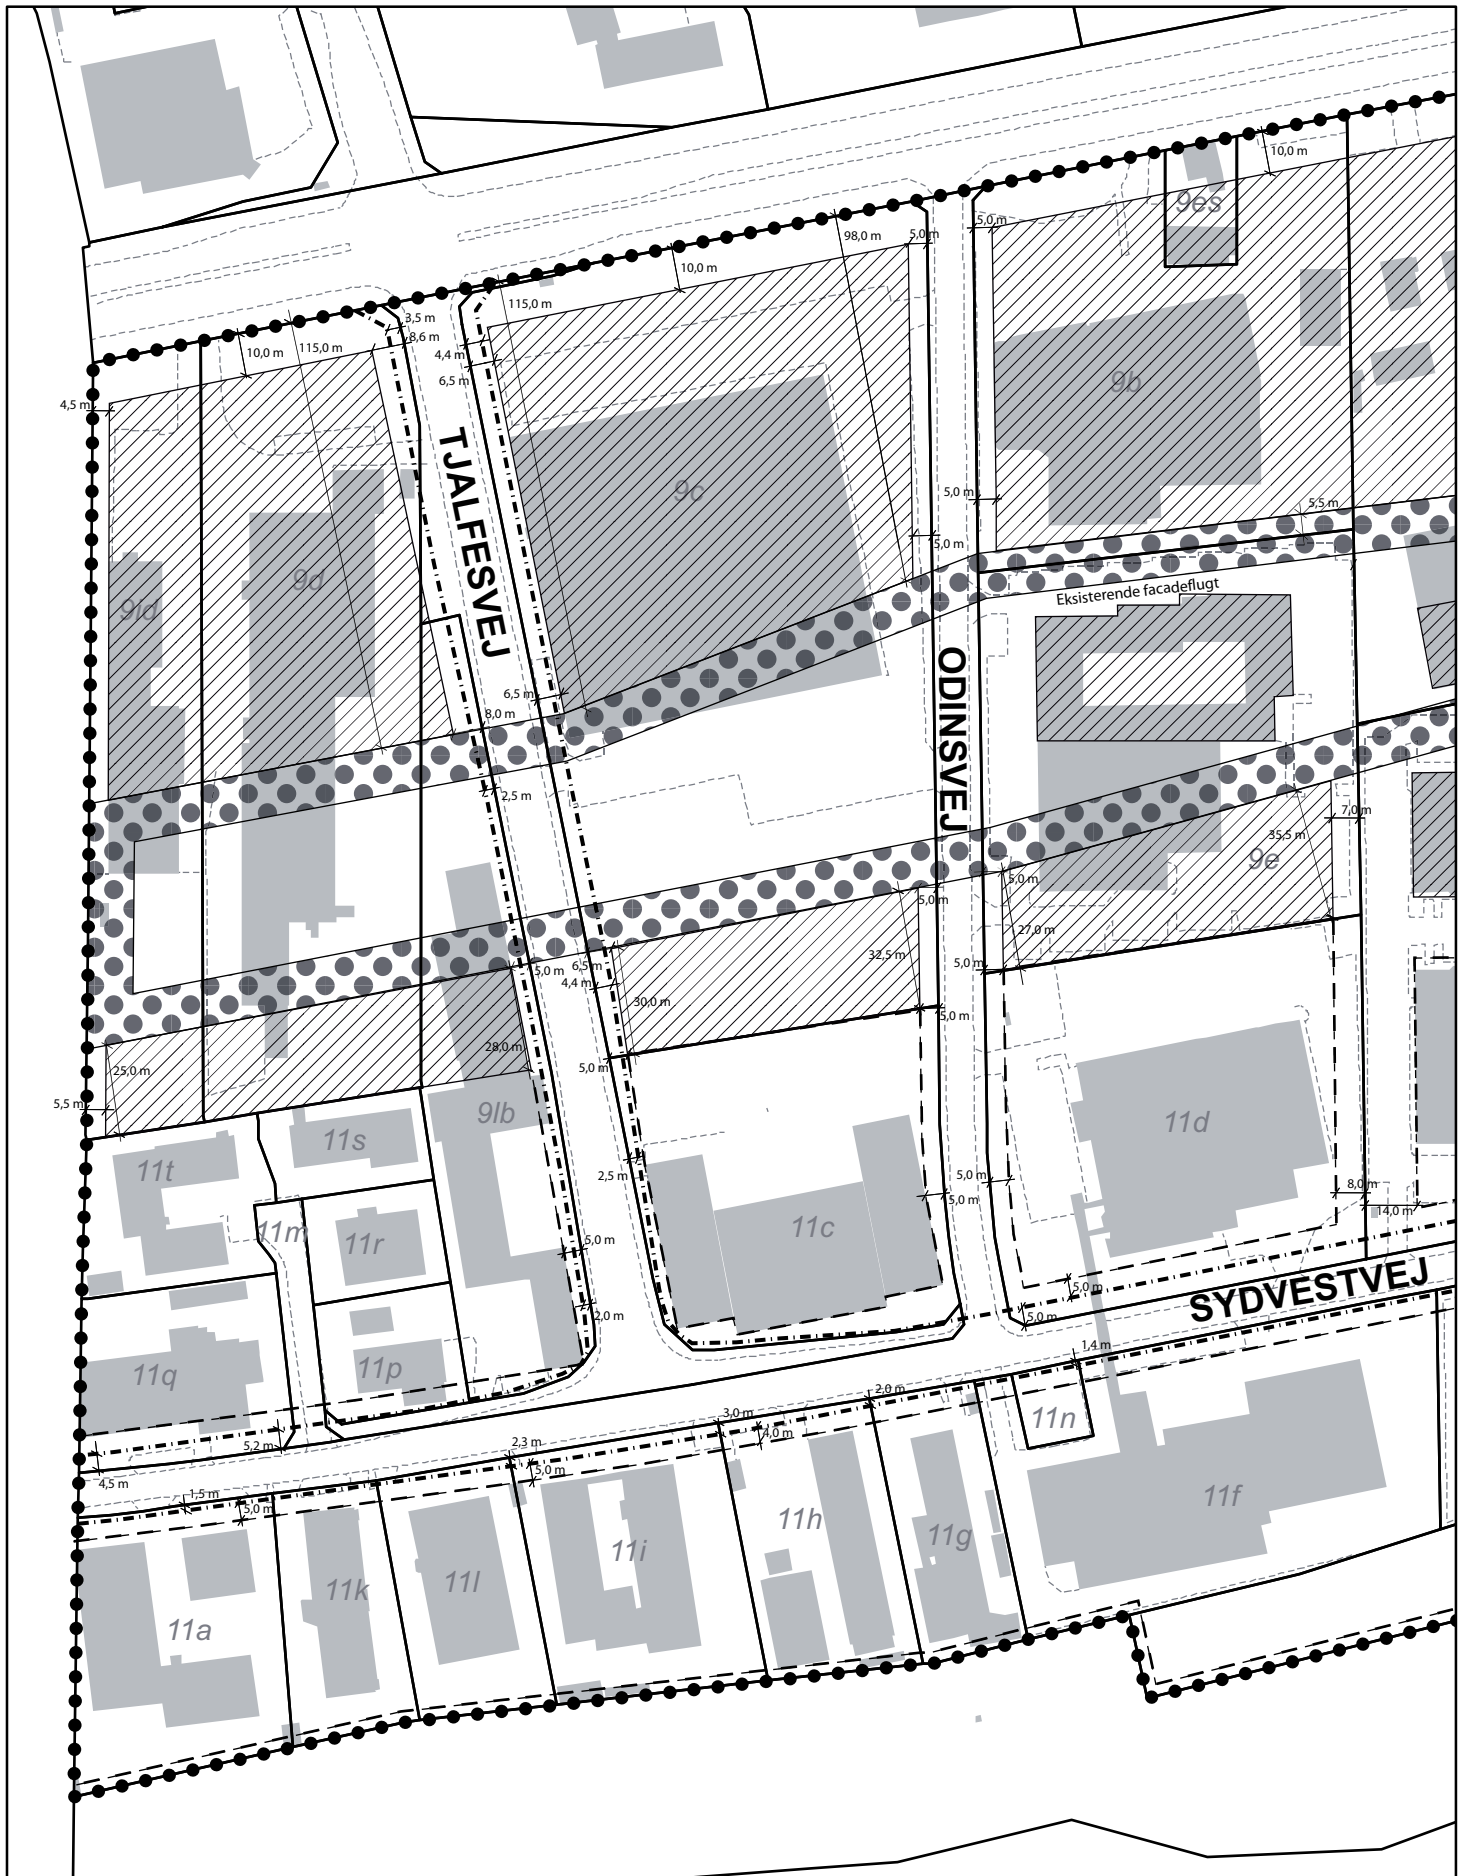 10,0 m
9es
5,0 m
98,0 m
5,0 m
10,0 m
115,0 m
3,5 m
8,6 m
4,4 m
6,5 m
10,0 m
115,0 m
4,5 m
9b
TJALFESVEJ
9c
5,0 m
5,5 m
5,0 m
9d
9ld
Eksisterende facadeflugt
ODINSVEJ
6,5 m
8,0 m
2,5 m
7,0 m
35,5 m
9e
5,0 m
5,0 m
27,0 m
32,5 m
5,0 m
6,5 m
5,0 m
4,4 m
30,0 m
5,0 m
28,0 m
5,0 m
25,0 m
5,5 m
9lb
11d
11s
11t
2,5 m
5,0 m
5,0 m
8,0 m
14,0 m
11m
11r
11c
5,0 m
5,0 m
SYDVESTVEJ
2,0 m
5,0 m
1,4 m
11q
11p
2,0 m
3,0 m
11n
4,0 m
5,2 m
2,3 m
5,0 m
4,5 m
1,5 m
5,0 m
11f
11h
11g
11i
11l
11k
11a